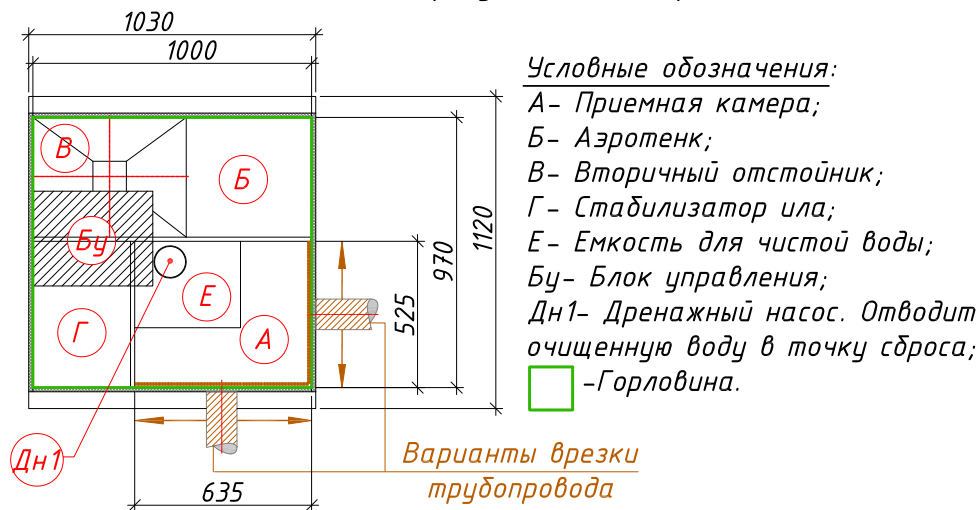 1030
1000
Условные обозначения:
А- Приемная камера;
Б- Аэротенк;
В- Вторичный отстойник;
Г- Стабилизатор ила;
Е- Емкость для чистой воды;
Бу- Блок управления;
Дн1- Дренажный насос. Отводит
очищенную воду в точку сброса;
-Горловина.
В
Б
Бу
Е
Г
А
Дн1
525
970
1120
635
Варианты врезки
трубопровода